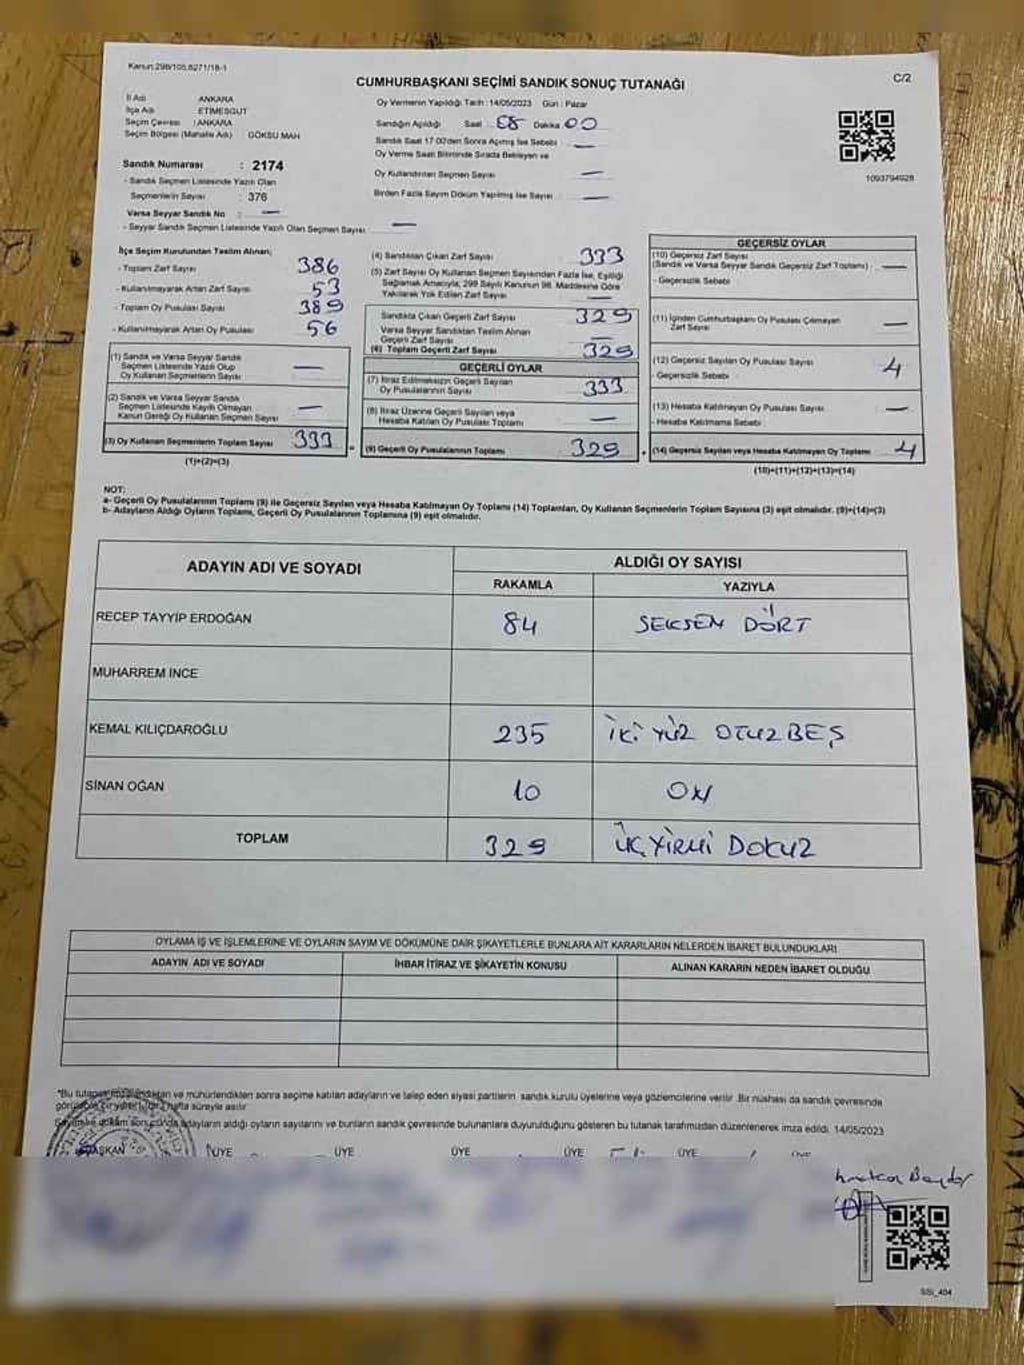 Kanun:298/105,6271/18-1
CUMHURBAŞKANI SEÇİMİ SANDIK SONUÇ TUTANAĞI
C/2
İl Adı ANKARA
İlçe Adı ETİMESGUT
Seçim Çevresi : ANKARA
Seçim Bölgesi (Mahalle Adı) GÖKSU MAH
Sandık Numarası : 2174
- Sandık Seçmen Listesinde Yazılı Olan
Seçmenlerin Sayısı : 376
Varsa Seyyar Sandık No : —
- Seyyar Sandık Seçmen Listesinde Yazılı Olan Seçmen Sayısı —
Oy Vermenin Yapıldığı Tarih : 14/05/2023 Gün : Pazar
Sandığın Açıldığı Saat : Dakika 00
Sandık Saat 17:00'den Sonra Açılmış İse Sebebi —
Oy Verme Saati Bitiminde Sırada Bekleyen ve
Oy Kullandırılan Seçmen Sayısı —
Birden Fazla Sayım Döküm Yapılmış İse Sayısı —
1093794928
İlçe Seçim Kurulundan Teslim Alınan;
- Toplam Zarf Sayısı 386
- Kullanılmayarak Artan Zarf Sayısı 53
- Toplam Oy Pusulası Sayısı 389
- Kullanılmayarak Artan Oy Pusulası 56
(1) Sandık ve Varsa Seyyar Sandık
Seçmen Listesinde Yazılı Olup
Oy Kullanan Seçmenlerin Sayısı —
(2) Sandık ve Varsa Seyyar Sandık
Seçmen Listesinde Kayıtlı Olmayan
Kanun Gereği Oy Kullanan Seçmen Sayısı —
(3) Oy Kullanan Seçmenlerin Toplam Sayısı 333
(1)+(2)=(3)
(4) Sandıktan Çıkan Zarf Sayısı 333
(5) Zarf Sayısı Oy Kullanan Seçmen Sayısından Fazla İse, Eşitliği
Sağlamak Amacıyla; 298 Sayılı Kanunun 98. Maddesine Göre
Yakılarak Yok Edilen Zarf Sayısı —
Sandıkta Çıkan Geçerli Zarf Sayısı 329
Varsa Seyyar Sandıktan Teslim Alınan
Geçerli Zarf Sayısı —
(6) Toplam Geçerli Zarf Sayısı 329
GEÇERLİ OYLAR
(7) İtiraz Edilmeksizin Geçerli Sayılan
Oy Pusulalarının Sayısı 333
(8) İtiraz Üzerine Geçerli Sayılan veya
Hesaba Katılan Oy Pusulası Toplamı —
(9) Geçerli Oy Pusulalarının Toplamı 329
GEÇERSİZ OYLAR
(10) Geçersiz Zarf Sayısı
(Sandık ve Varsa Seyyar Sandık Geçersiz Zarf Toplamı) —
- Geçersizlik Sebebi
(11) İçinden Cumhurbaşkanı Oy Pusulası Çıkmayan
Zarf Sayısı —
(12) Geçersiz Sayılan Oy Pusulası Sayısı 4
- Geçersizlik Sebebi
(13) Hesaba Katılmayan Oy Pusulası Sayısı —
- Hesaba Katılmama Sebebi
(14) Geçersiz Sayılan veya Hesaba Katılmayan Oy Toplamı 4
(10)+(11)+(12)+(13)=(14)
NOT:
a- Geçerli Oy Pusulalarının Toplamı (9) ile Geçersiz Sayılan veya Hesaba Katılmayan Oy Toplamı (14) Toplamları, Oy Kullanan Seçmenlerin Toplam Sayısına (3) eşit olmalıdır. (9)+(14)=(3)
b- Adayların Aldığı Oyların Toplamı, Geçerli Oy Pusulalarının Toplamına (9) eşit olmalıdır.
ADAYIN ADI VE SOYADI ALDIĞI OY SAYISI
RAKAMLA YAZIYLA
RECEP TAYYİP ERDOĞAN 84 SEKSEN DÖRT
MUHARREM İNCE
KEMAL KILIÇDAROĞLU 235 İKİ YÜZ OTUZBEŞ
SİNAN OĞAN 10 ON
TOPLAM 329 ÜÇ YİRMİ DOKUZ
OYLAMA İŞ VE İŞLEMLERİNE VE OYLARIN SAYIM VE DÖKÜMÜNE DAİR ŞİKAYETLERLE BUNLARA AİT KARARLARIN NELERDEN İBARET BULUNDUKLARI
ADAYIN ADI VE SOYADI İHBAR İTİRAZ VE ŞİKAYETİN KONUSU ALINAN KARARIN NEDEN İBARET OLDUĞU
*Bu tutanak imzalandıktan ve mühürlendikten sonra seçime katılan adayların ve talep eden siyasi partilerin sandık kurulu üyelerine veya gözlemcilerine verilir. Bir nüshası da sandık çevresinde
görülebilir bir yerde 1 hafta süreyle asılır
Sayım ve döküm sonucunda adayların aldığı oyların sayılarını ve bunların sandık çevresinde bulunanlara duyurulduğunu gösteren bu tutanak tarafımızdan düzenlenerek imza edildi. 14/05/2023
BAŞKAN ÜYE ÜYE ÜYE ÜYE ÜYE ÜYE
SSİ_404